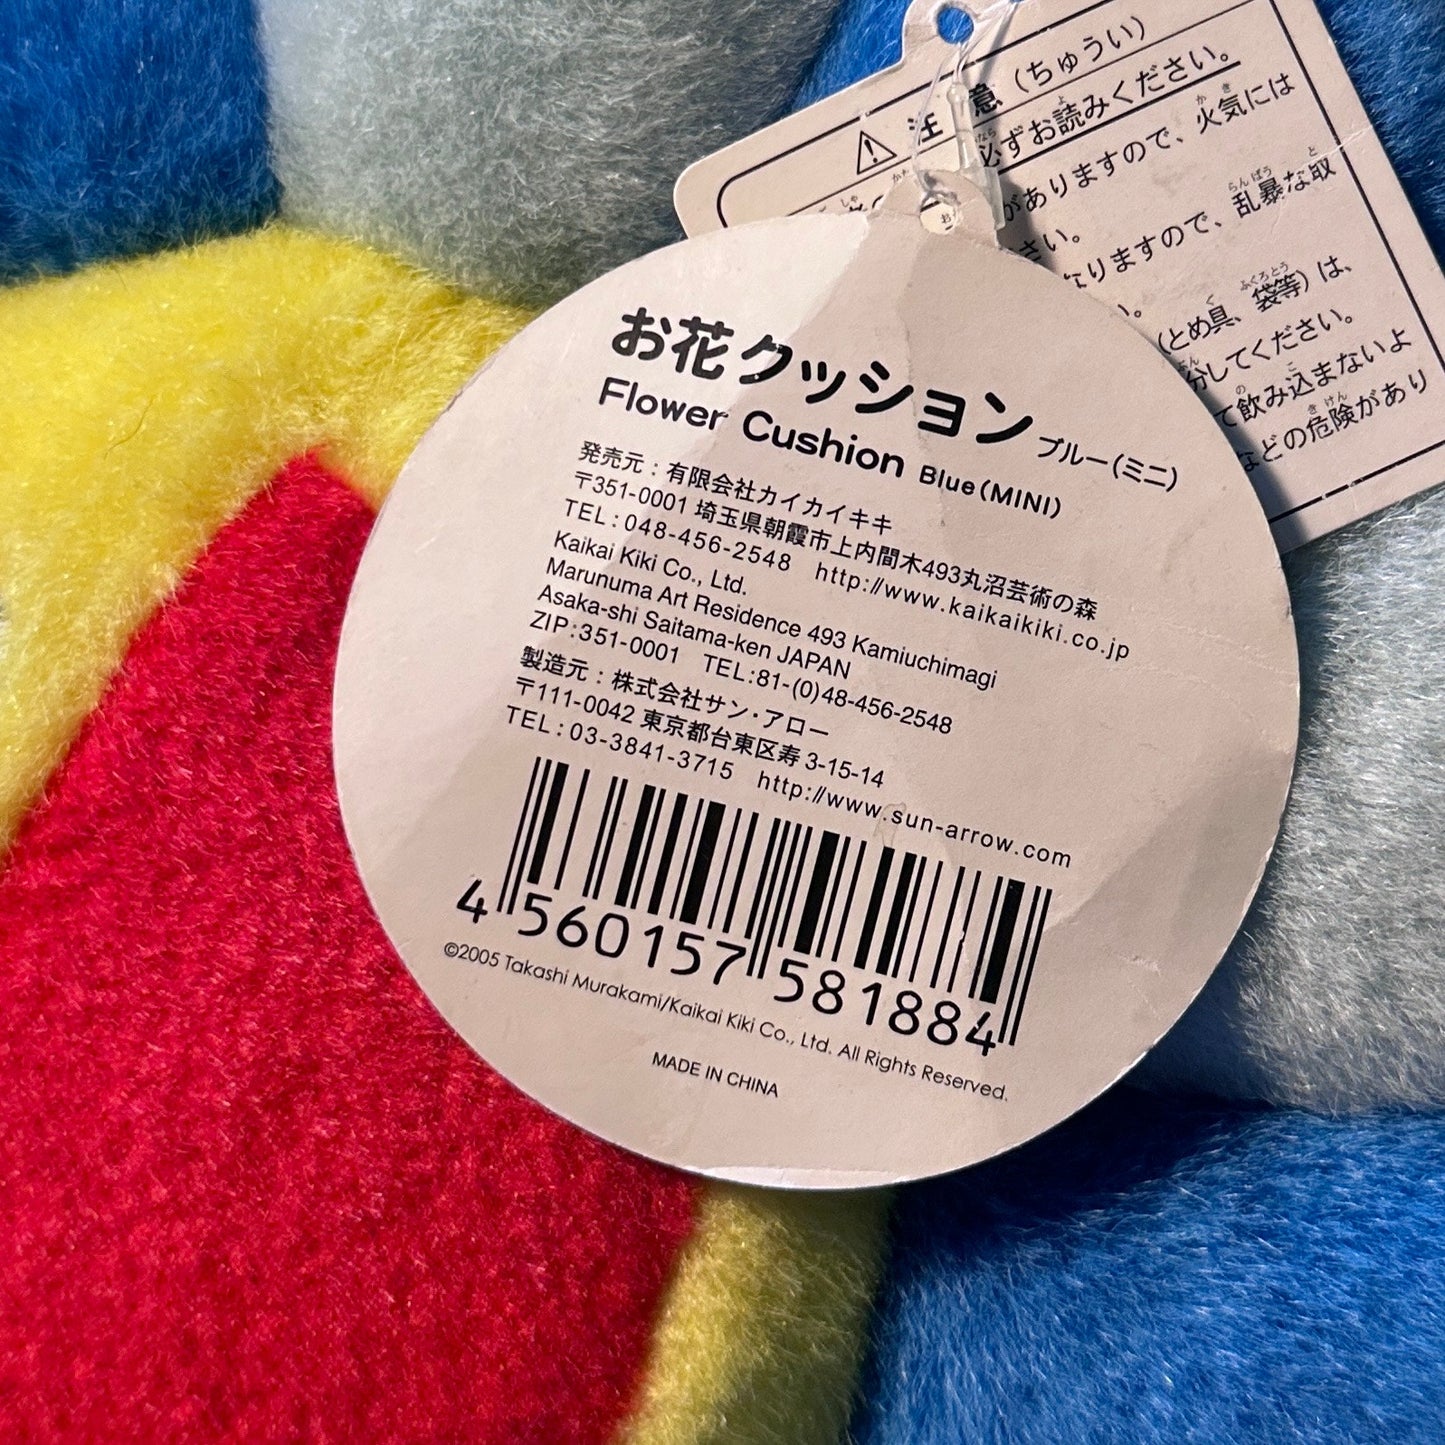 注 意 (ちゅうい)
必ずお読みください。
がありますので、火気には
さい。
なりますので、乱暴な取
い。
(とめ具、袋等) は、
分してください。
て飲み込まないよ
などの危険があり
お花クッション ブルー(ミニ)
Flower Cushion Blue(MINI)
発売元：有限会社カイカイキキ
〒351-0001 埼玉県朝霞市上内間木493丸沼芸術の森
TEL：048-456-2548 http://www.kaikaikiki.co.jp
Kaikai Kiki Co., Ltd.
Marunuma Art Residence 493 Kamiuchimagi
Asaka-shi Saitama-ken JAPAN
ZIP:351-0001 TEL:81-(0)48-456-2548
製造元：株式会社サン・アロー
〒111-0042 東京都台東区寿 3-15-14
TEL：03-3841-3715 http://www.sun-arrow.com
4 560157 581884
©2005 Takashi Murakami/Kaikai Kiki Co., Ltd. All Rights Reserved.
MADE IN CHINA